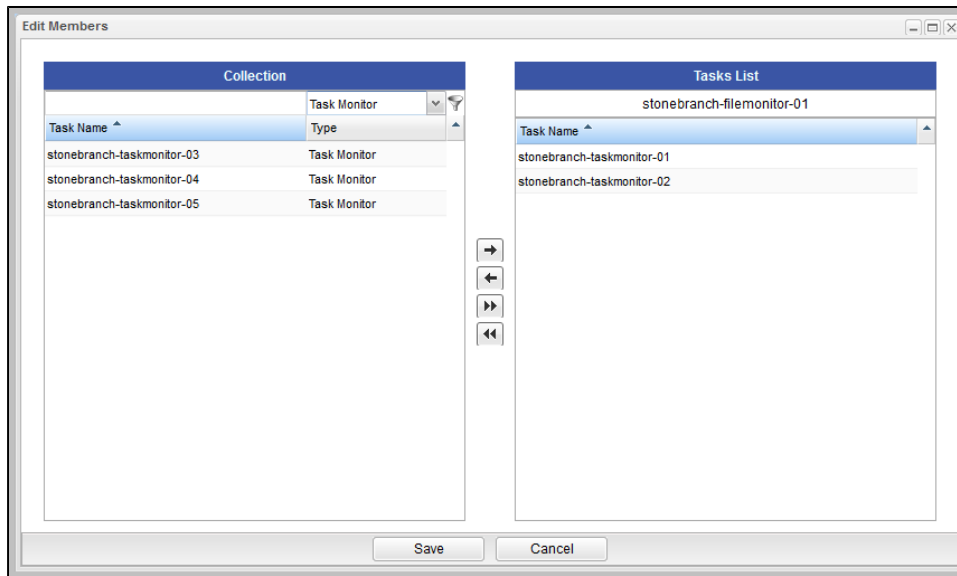 Edit Members
Collection
Tasks List
Task Monitor
stonebranch-filemonitor-01
Task Name Type
Task Name
stonebranch-taskmonitor-03 Task Monitor
stonebranch-taskmonitor-01
stonebranch-taskmonitor-04 Task Monitor
stonebranch-taskmonitor-02
stonebranch-taskmonitor-05 Task Monitor
Save Cancel